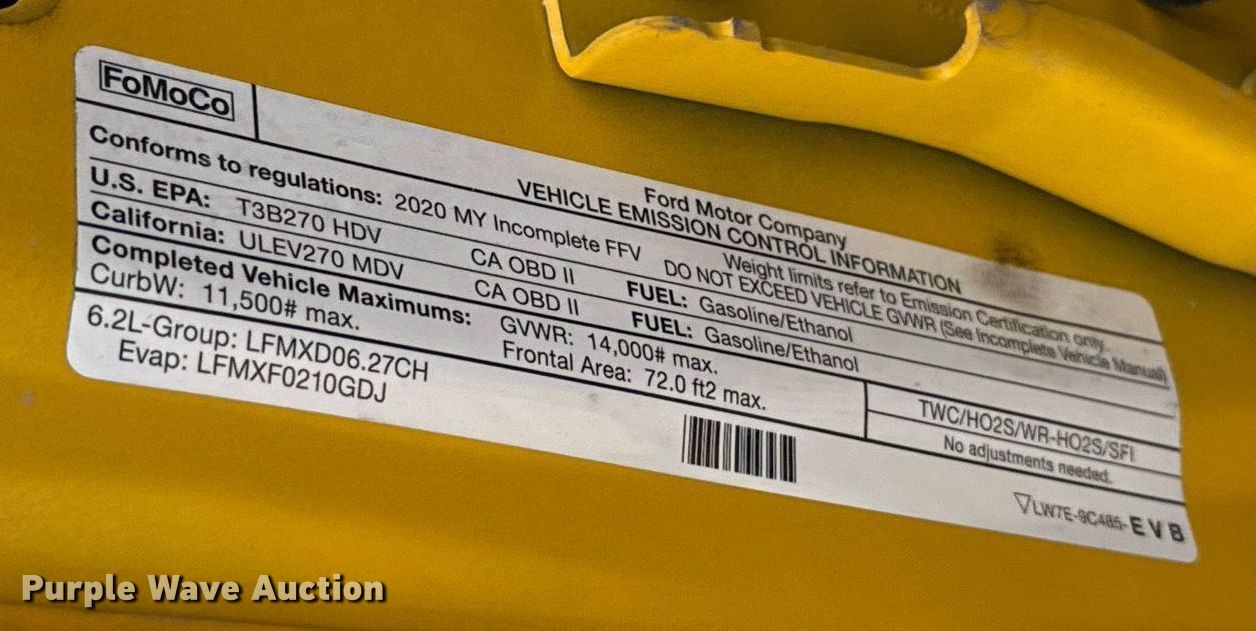 FoMoCo
Ford Motor Company
VEHICLE EMISSION CONTROL INFORMATION
Conforms to regulations: 2020 MY Incomplete FFV
Weight limits refer to Emission Certification only.
DO NOT EXCEED VEHICLE GVWR (See Incomplete Vehicle Manual)
U.S. EPA: T3B270 HDV CA OBD II FUEL: Gasoline/Ethanol
California: ULEV270 MDV CA OBD II FUEL: Gasoline/Ethanol
Completed Vehicle Maximums: GVWR: 14,000# max.
CurbW: 11,500# max. Frontal Area: 72.0 ft2 max.
6.2L-Group: LFMXD06.27CH
Evap: LFMXF0210GDJ
TWC/HO2S/WR-HO2S/SFI
No adjustments needed.
LW7E-9C485-EVB
Purple Wave Auction